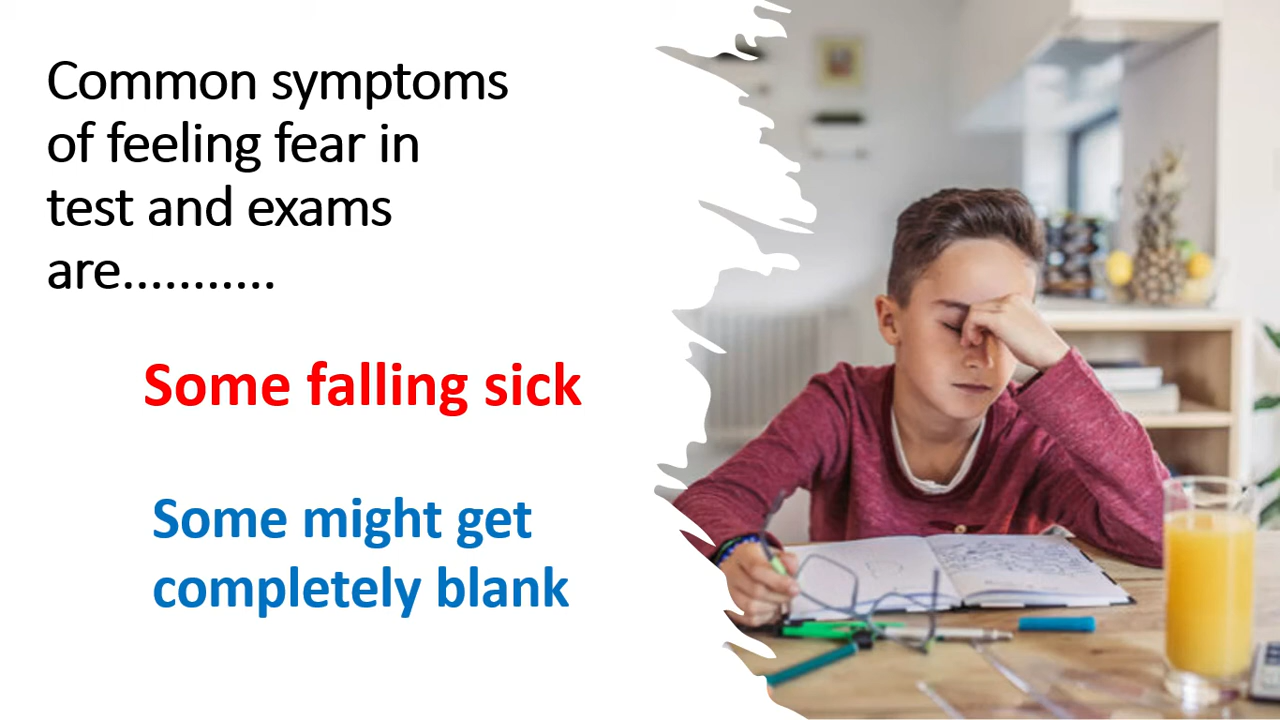 Common symptoms
of feeling fear in
test and exams
are...........
Some falling sick
Some might get
completely blank